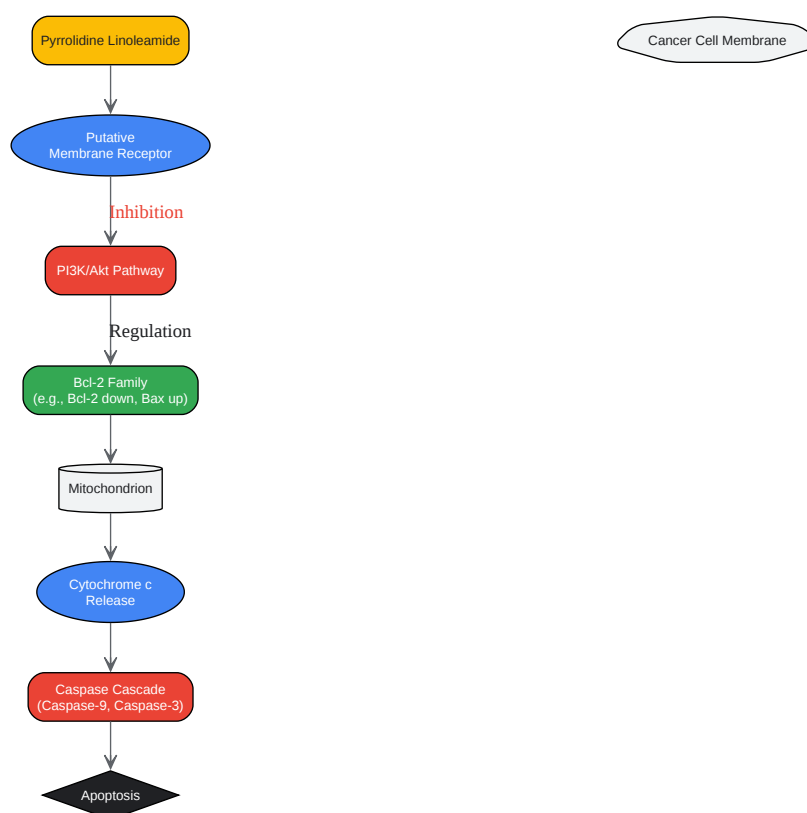 Pyrrolidine Linoleamide
Cancer Cell Membrane
Putative
Membrane Receptor
Inhibition
PI3K/Akt Pathway
Regulation
Bcl-2 Family
(e.g., Bcl-2 down, Bax up)
Mitochondrion
Cytochrome c
Release
Caspase Cascade
(Caspase-9, Caspase-3)
Apoptosis